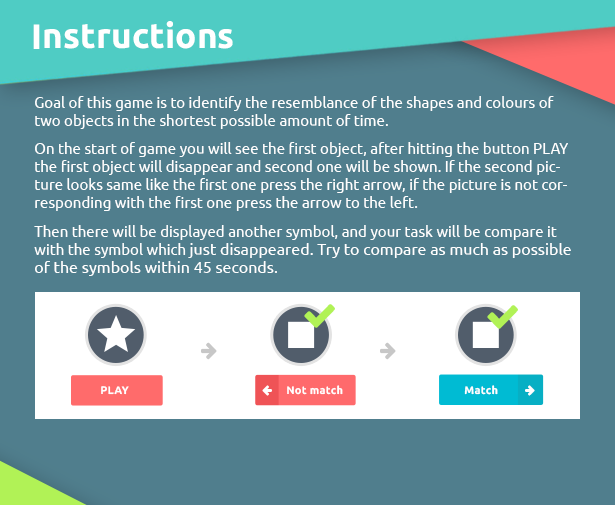 Instructions
Goal of this game is to identify the resemblance of the shapes and colours of
two objects in the shortest possible amount of time.
On the start of game you will see the first object, after hitting the button PLAY
the first object will disappear and second one will be shown. If the second pic-
ture looks same like the first one press the right arrow, if the picture is not cor-
responding with the first one press the arrow to the left.
Then there will be displayed another symbol, and your task will be compare it
with the symbol which just disappeared. Try to compare as much as possible
of the symbols within 45 seconds.
PLAY
Not match
Match